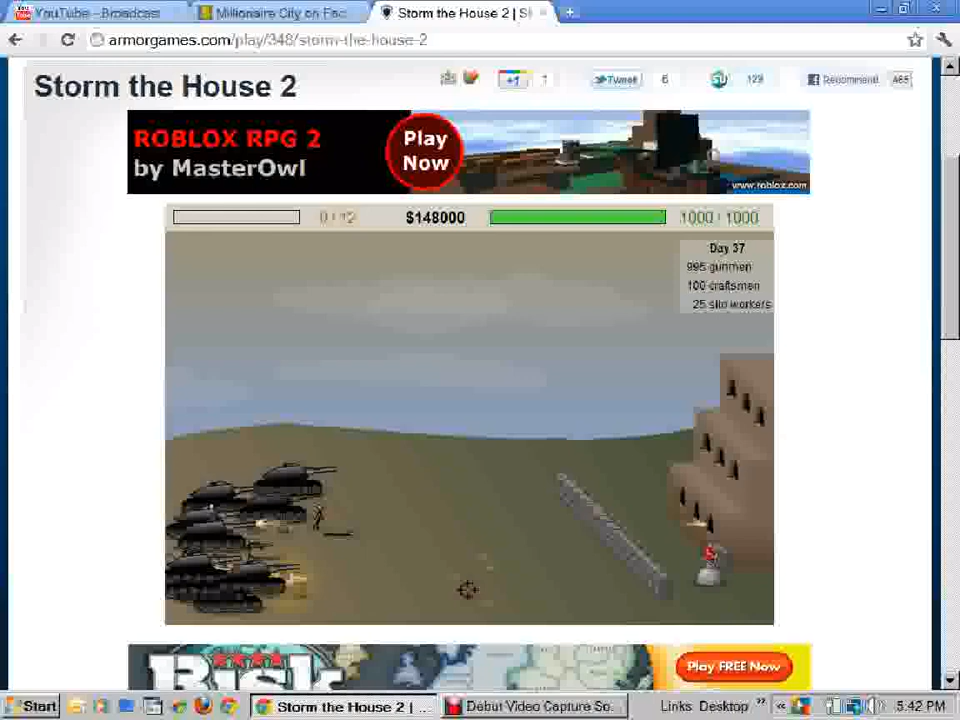 YouTube - Broadcast
Millionaire City on Fac
Storm the House 2 | S
armorgames.com/play/348/storm-the-house-2
Storm the House 2
+1
1
Tweet
6
129
Recommend
465
ROBLOX RPG 2
by MasterOwl
Play
Now
www.roblox.com
0 / 12
$148000
1000 / 1000
Day 37
995 gunmen
100 craftsmen
25 silo workers
Risk
Play FREE Now
Start
Storm the House 2 | ...
Debut Video Capture So...
Links
Desktop
5:42 PM